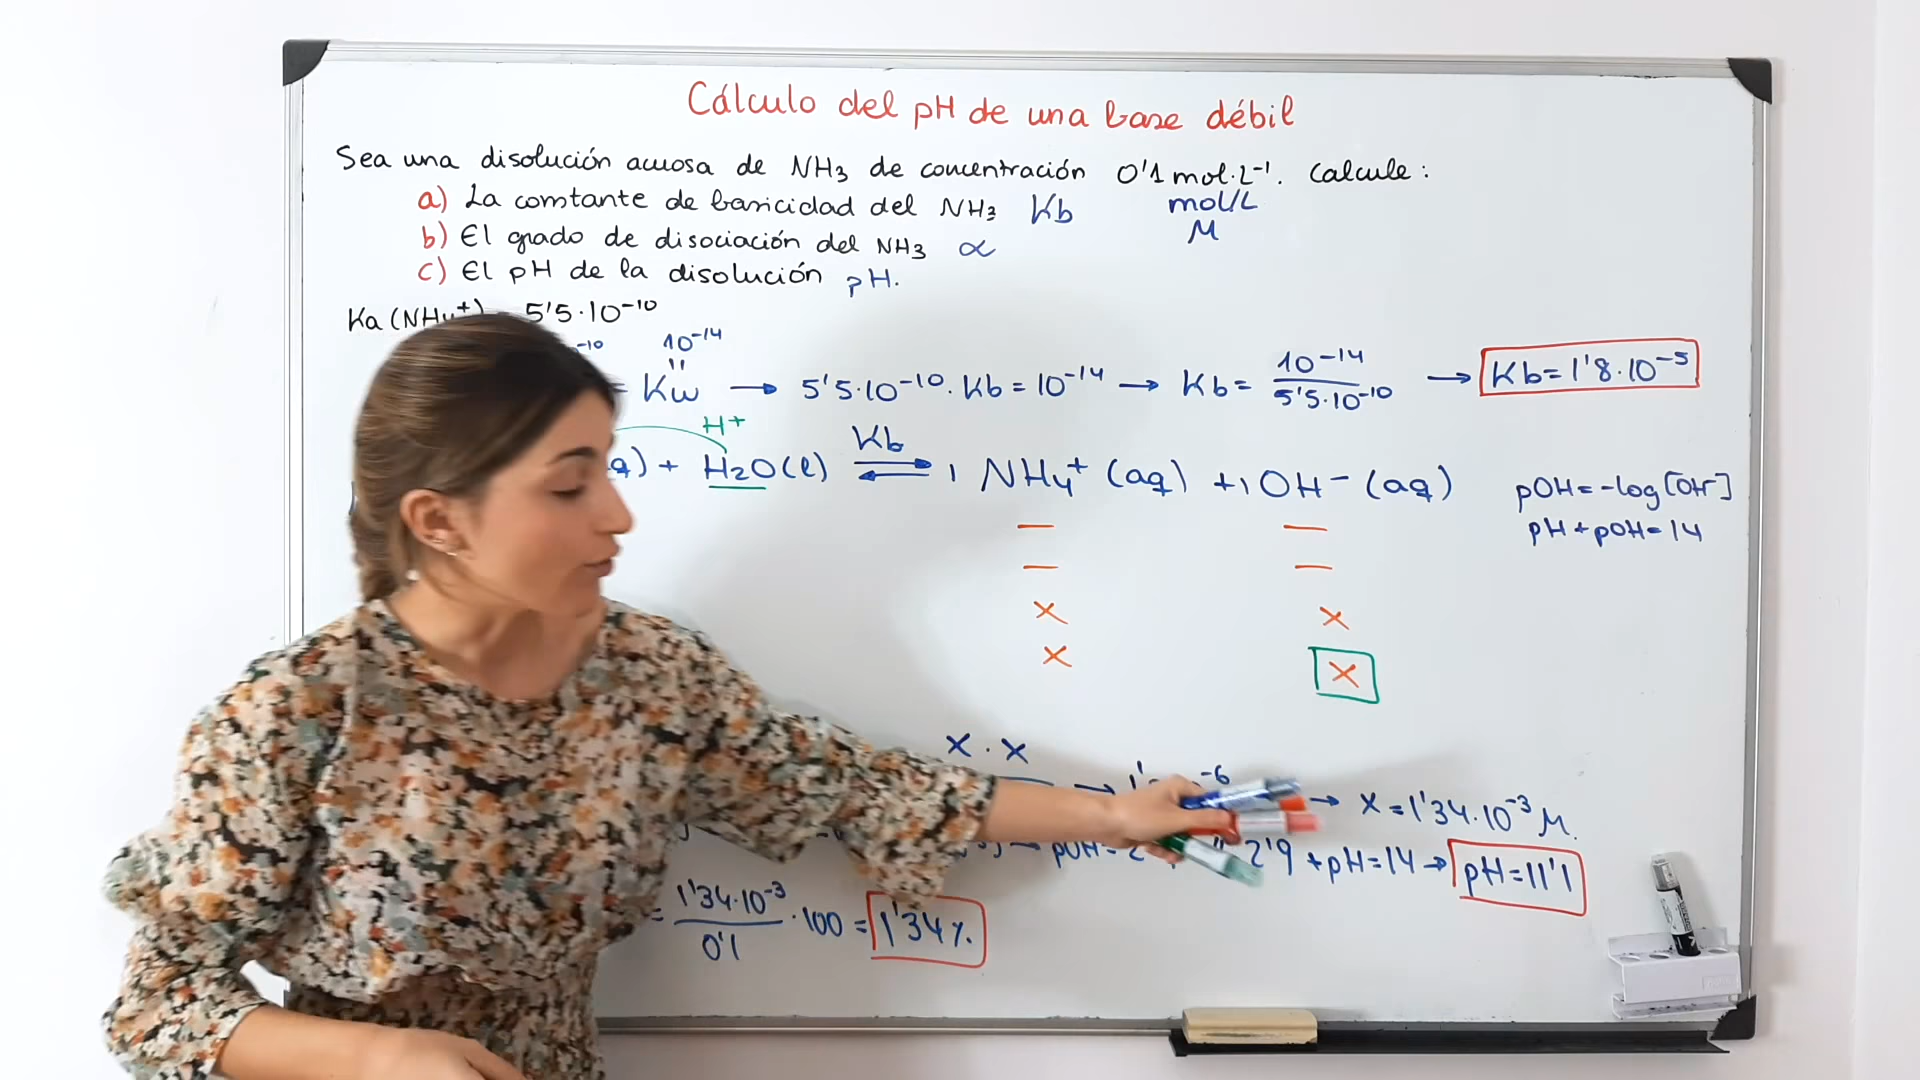 Cálculo del pH de una base débil
Sea una disolución acuosa de NH3 de concentración 0'1 mol·L⁻¹. Calcule:
a) La constante de basicidad del NH3 Kb mol/L
M
b) El grado de disociación del NH3 α
c) El pH de la disolución pH.
Ka (NH4⁺) 5'5·10⁻¹⁰
⁻¹⁰ 10⁻¹⁴
= Kw → 5'5·10⁻¹⁰ · Kb = 10⁻¹⁴ → Kb = 10⁻¹⁴ / 5'5·10⁻¹⁰ → Kb = 1'8·10⁻⁵
H⁺
q) + H2O(l) ⇌ Kb 1 NH4⁺ (aq) + 1 OH⁻ (aq)
pOH = -log [OH⁻]
pH + pOH = 14
— —
— —
x x
x x
x · x
→ 1' ⁻⁶ → x = 1'34·10⁻³ M.
→ pOH = 2' 2'9 + pH = 14 → pH = 11'1
= 1'34·10⁻³ / 0'1 · 100 = 1'34 %.